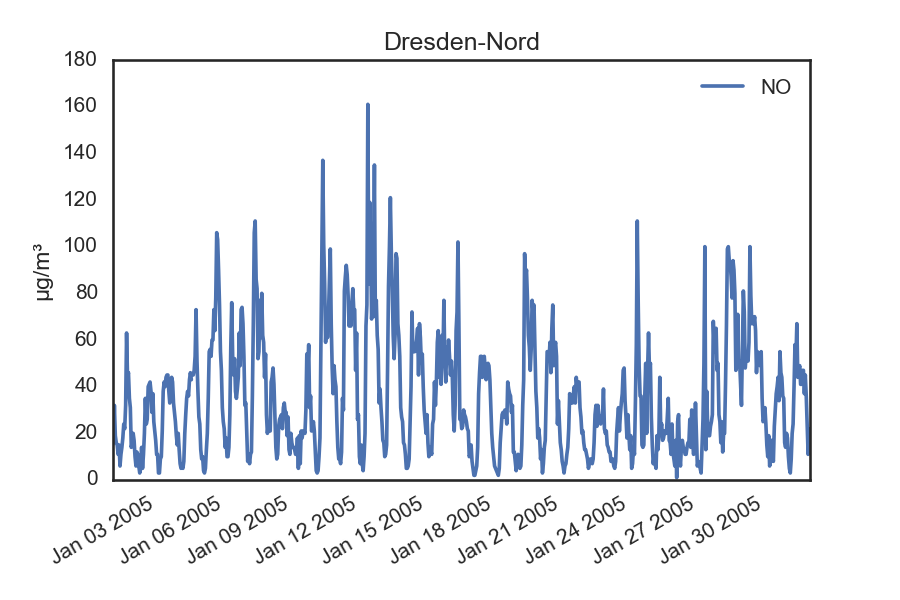 Dresden-Nord
180
160
140
120
100
80
60
40
20
0
µg/m³
NO
Jan 03 2005
Jan 06 2005
Jan 09 2005
Jan 12 2005
Jan 15 2005
Jan 18 2005
Jan 21 2005
Jan 24 2005
Jan 27 2005
Jan 30 2005